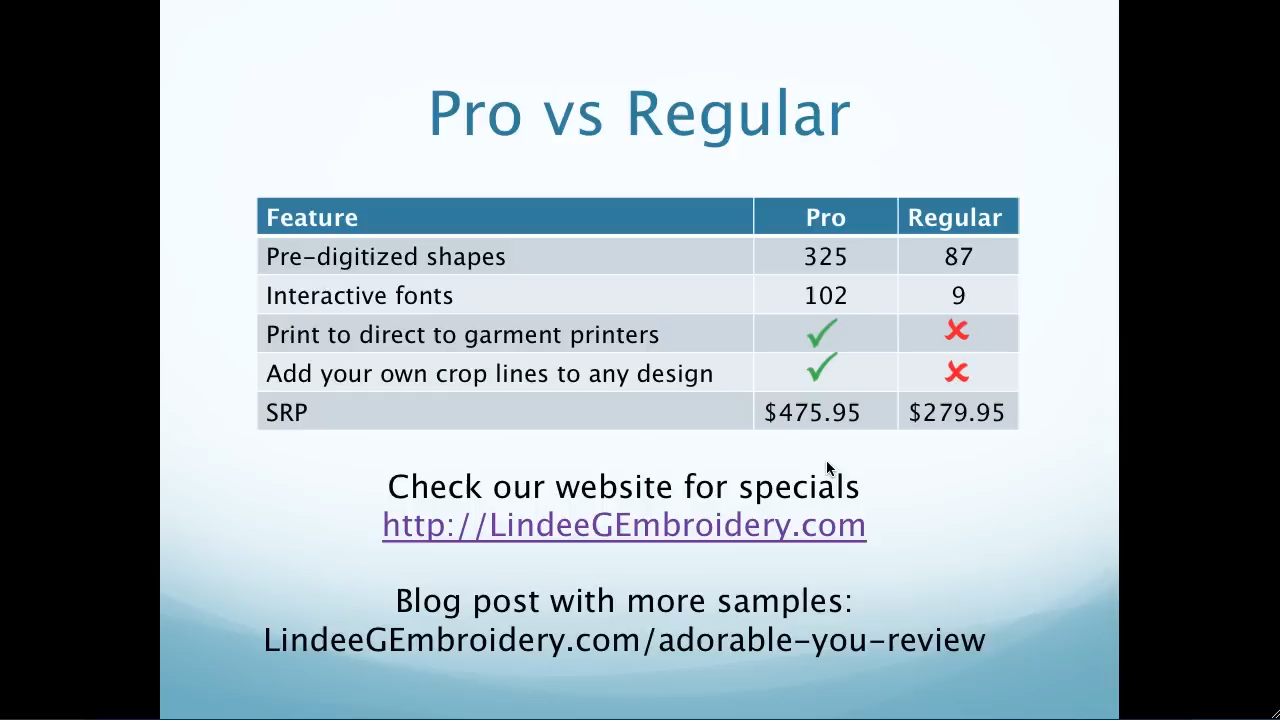 Pro vs Regular
Feature Pro Regular
Pre-digitized shapes 325 87
Interactive fonts 102 9
Print to direct to garment printers
Add your own crop lines to any design
SRP $475.95 $279.95
Check our website for specials
http://LindeeGEmbroidery.com
Blog post with more samples:
LindeeGEmbroidery.com/adorable-you-review